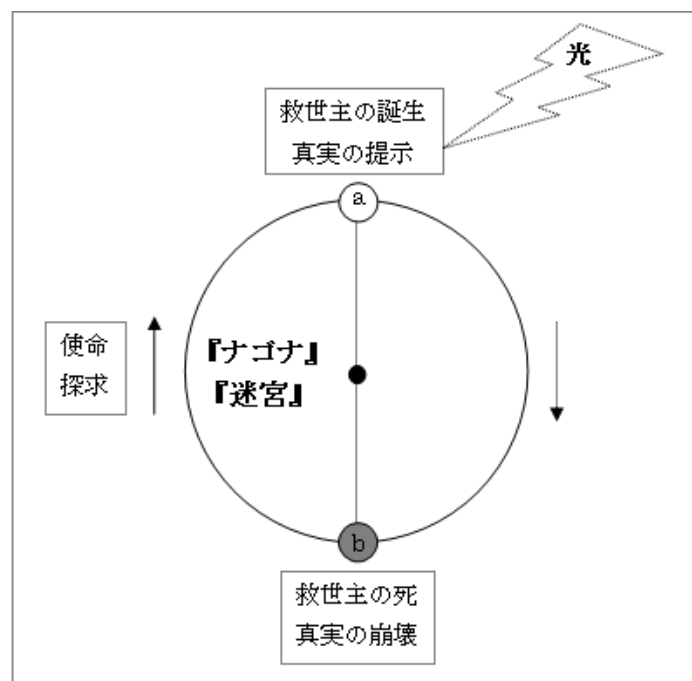 光
救世主の誕生
真実の提示
a
使命
探求
『ナゴナ』
『迷宮』
b
救世主の死
真実の崩壊